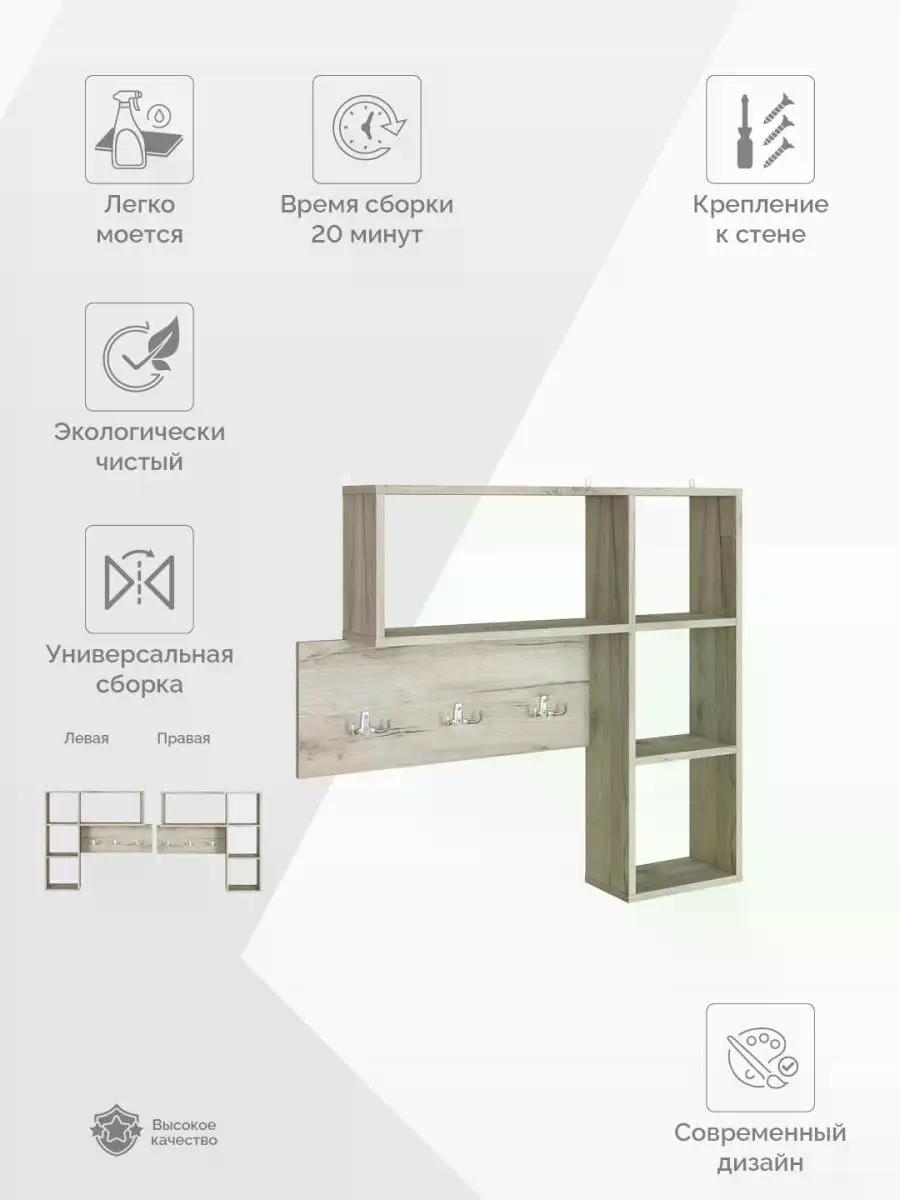 Легко
моется
Время сборки
20 минут
Крепление
к стене
Экологически
чистый
Универсальная
сборка
Левая
Правая
Высокое
качество
Современный
дизайн